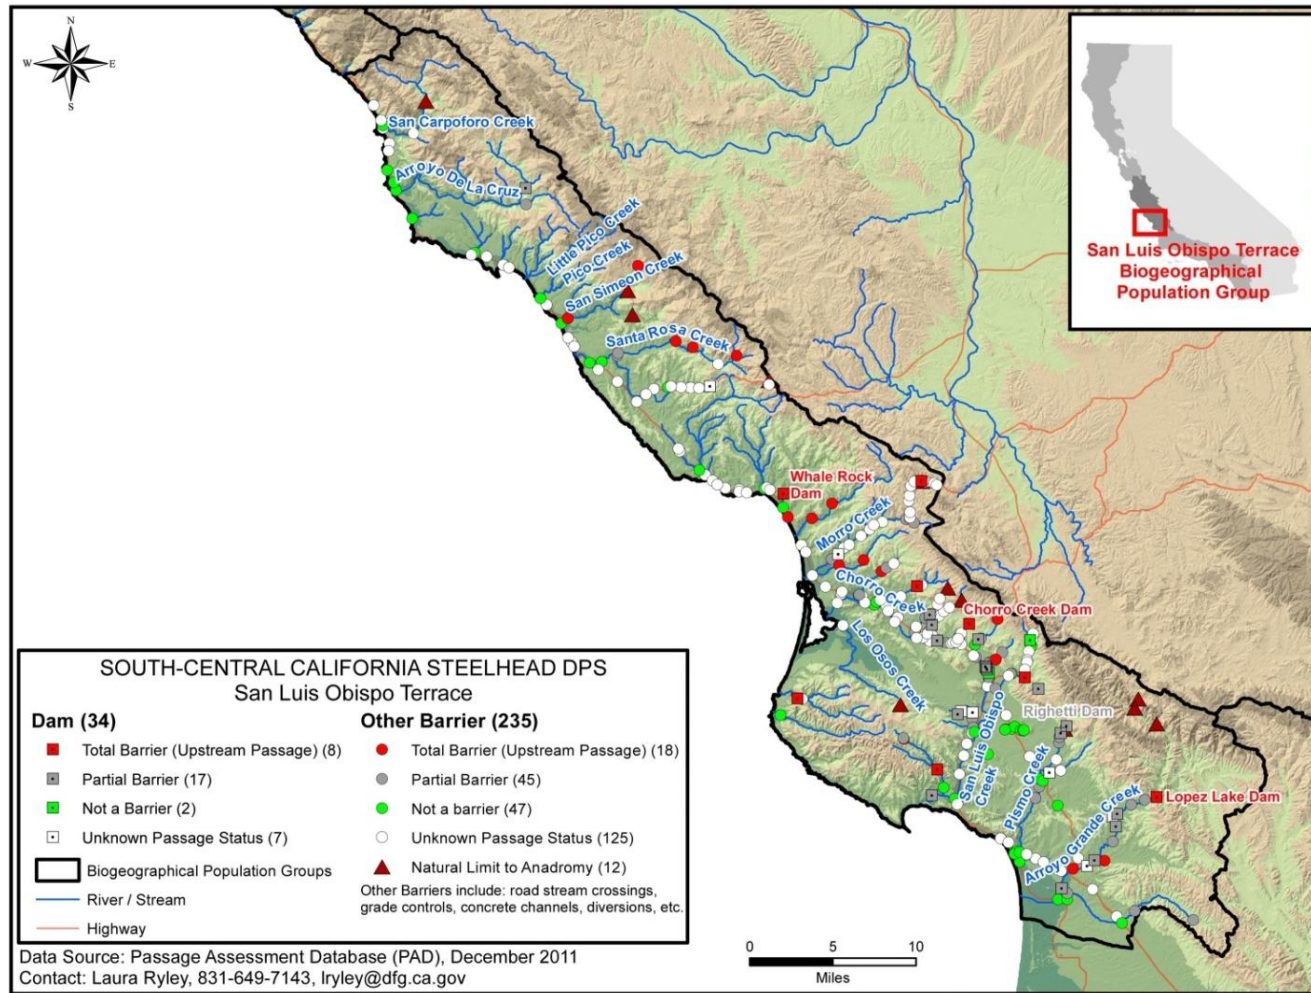 N
W
E
S
San Carpoforo Creek
Arroyo De La Cruz
Little Pico Creek
Pico Creek
San Simeon Creek
Santa Rosa Creek
Whale Rock
Dam
Morro Creek
Chorro Creek
Chorro Creek Dam
Los Osos Creek
San Luis Obispo
Creek
Righetti Dam
Pismo Creek
Lopez Lake Dam
Arroyo Grande Creek
San Luis Obispo Terrace
Biogeographical
Population Group
SOUTH-CENTRAL CALIFORNIA STEELHEAD DPS
San Luis Obispo Terrace
Dam (34)
Total Barrier (Upstream Passage) (8)
Partial Barrier (17)
Not a Barrier (2)
Unknown Passage Status (7)
Biogeographical Population Groups
River / Stream
Highway
Other Barrier (235)
Total Barrier (Upstream Passage) (18)
Partial Barrier (45)
Not a barrier (47)
Unknown Passage Status (125)
Natural Limit to Anadromy (12)
Other Barriers include: road stream crossings,
grade controls, concrete channels, diversions, etc.
Data Source: Passage Assessment Database (PAD), December 2011
Contact: Laura Ryley, 831-649-7143, lryley@dfg.ca.gov
0 5 10
Miles